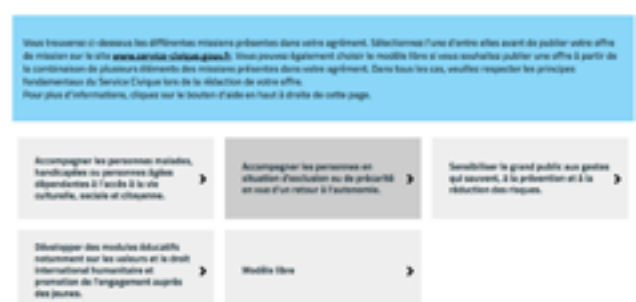 Vous trouverez ci-dessous les différentes missions présentes dans votre agrément. Sélectionnez l'une d'entre elles avant de publier votre offre
de mission sur le site www.service-civique.gouv.fr. Vous pouvez également choisir le modèle libre si vous souhaitez publier une offre à partir de
la combinaison de plusieurs éléments des missions présentes dans votre agrément. Dans tous les cas, veuillez respecter les principes
fondamentaux du Service Civique lors de la rédaction de votre offre.
Pour plus d'informations, cliquez sur le bouton d'aide en haut à droite de cette page.
Accompagner les personnes malades,
handicapées ou personnes âgées
dépendantes à l'accès à la vie
culturelle, sociale et citoyenne.
Accompagner les personnes en
situation d'exclusion ou de précarité
en vue d'un retour à l'autonomie.
Sensibiliser le grand public aux gestes
qui sauvent, à la prévention et à la
réduction des risques.
Développer des modules éducatifs
notamment sur les valeurs et le droit
international humanitaire et
promotion de l'engagement auprès
des jeunes.
Modèle libre